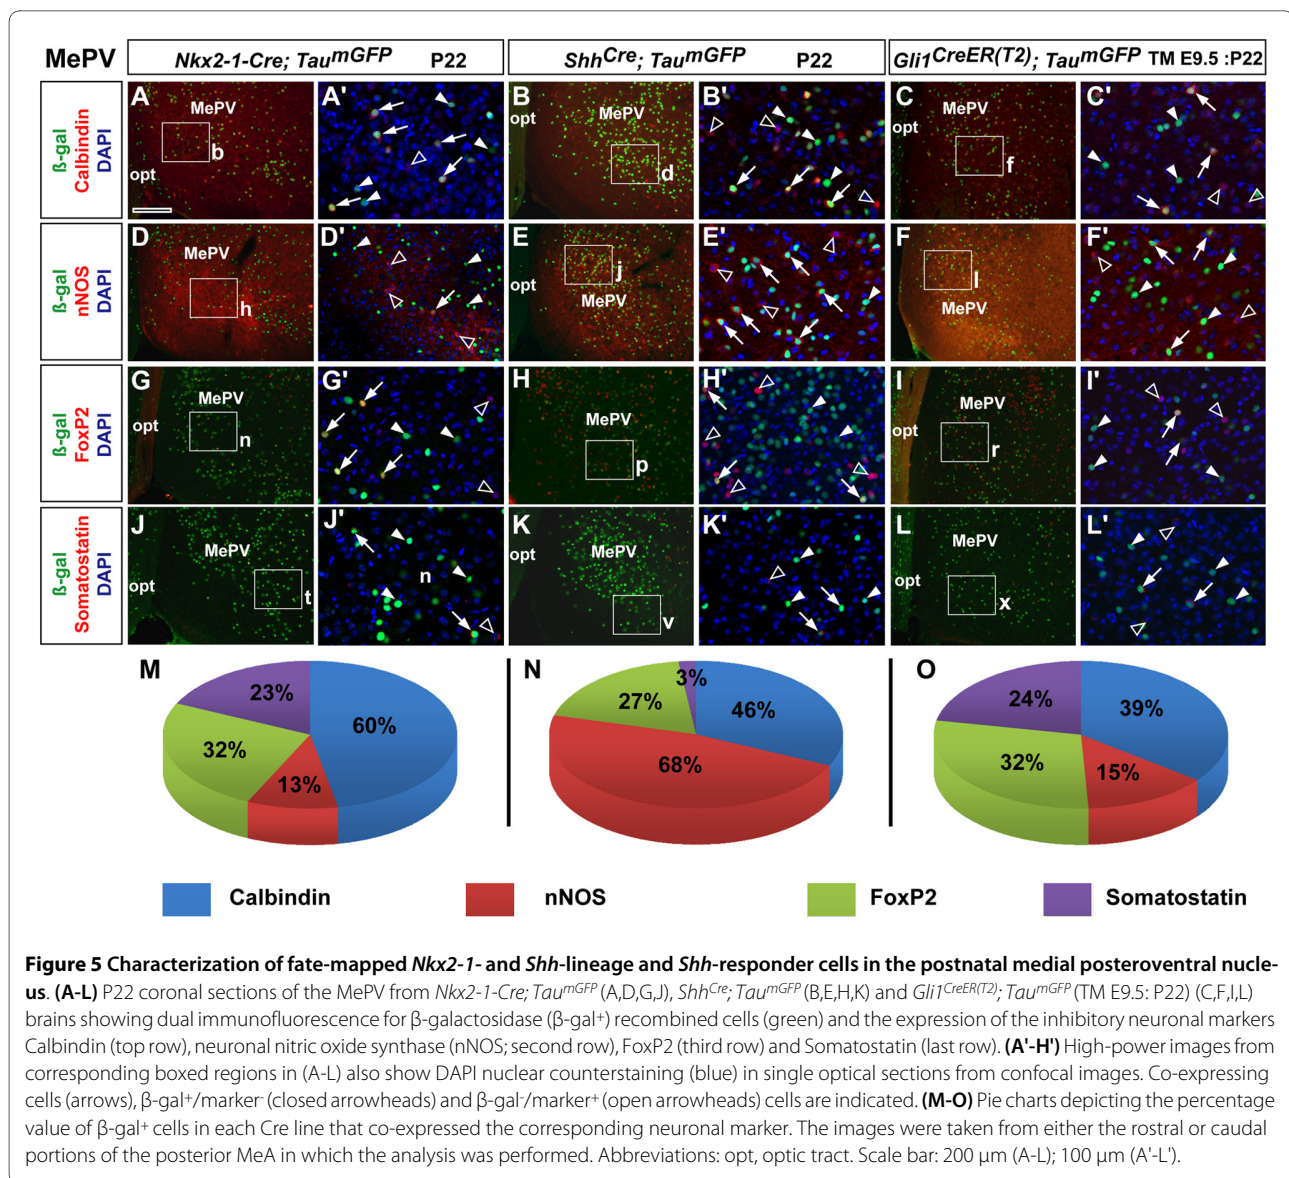 MePV
Nkx2-1-Cre; TaumGFP P22
ShhCre; TaumGFP P22
Gli1CreER(T2); TaumGFP TM E9.5 :P22
ß-gal
Calbindin
DAPI
A MePV b opt
A'
B opt MePV d
B'
C opt MePV f
C'
ß-gal
nNOS
DAPI
D MePV h
D'
E opt j MePV
E'
F l MePV
F'
ß-gal
FoxP2
DAPI
G MePV opt n
G'
H MePV p
H'
I MePV opt r
I'
ß-gal
Somatostatin
DAPI
J MePV opt t
J' n
K opt MePV v
K'
L MePV opt x
L'
M 23% 60% 32% 13%
N 3% 27% 46% 68%
O 24% 39% 32% 15%
Calbindin nNOS FoxP2 Somatostatin
Figure 5 Characterization of fate-mapped Nkx2-1- and Shh-lineage and Shh-responder cells in the postnatal medial posteroventral nucle-
us. (A-L) P22 coronal sections of the MePV from Nkx2-1-Cre; TaumGFP (A,D,G,J), ShhCre; TaumGFP (B,E,H,K) and Gli1CreER(T2); TaumGFP (TM E9.5: P22) (C,F,I,L)
brains showing dual immunofluorescence for β-galactosidase (β-gal+) recombined cells (green) and the expression of the inhibitory neuronal markers
Calbindin (top row), neuronal nitric oxide synthase (nNOS; second row), FoxP2 (third row) and Somatostatin (last row). (A'-H') High-power images from
corresponding boxed regions in (A-L) also show DAPI nuclear counterstaining (blue) in single optical sections from confocal images. Co-expressing
cells (arrows), β-gal+/marker- (closed arrowheads) and β-gal-/marker+ (open arrowheads) cells are indicated. (M-O) Pie charts depicting the percentage
value of β-gal+ cells in each Cre line that co-expressed the corresponding neuronal marker. The images were taken from either the rostral or caudal
portions of the posterior MeA in which the analysis was performed. Abbreviations: opt, optic tract. Scale bar: 200 μm (A-L); 100 μm (A'-L').